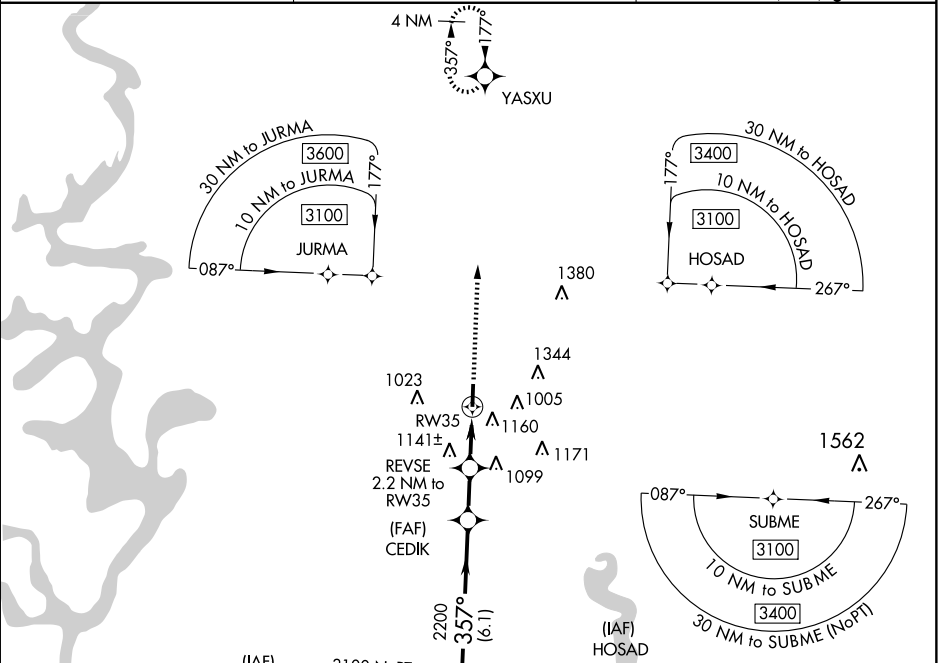 4 NM
177°
357°
YASXU
30 NM to JURMA
3600
177°
10 NM to JURMA
3100
JURMA
087°
30 NM to HOSAD
3400
177°
10 NM to HOSAD
3100
HOSAD
267°
1380
1344
1023
1005
RW35
1160
1141±
1171
1562
REVSE
2.2 NM to
RW35
1099
(FAF)
CEDIK
087°
267°
SUBME
3100
10 NM to SUBME
3400
30 NM to SUBME (NoPT)
2200
357°
(6.1)
(IAF)
HOSAD
(IAF)